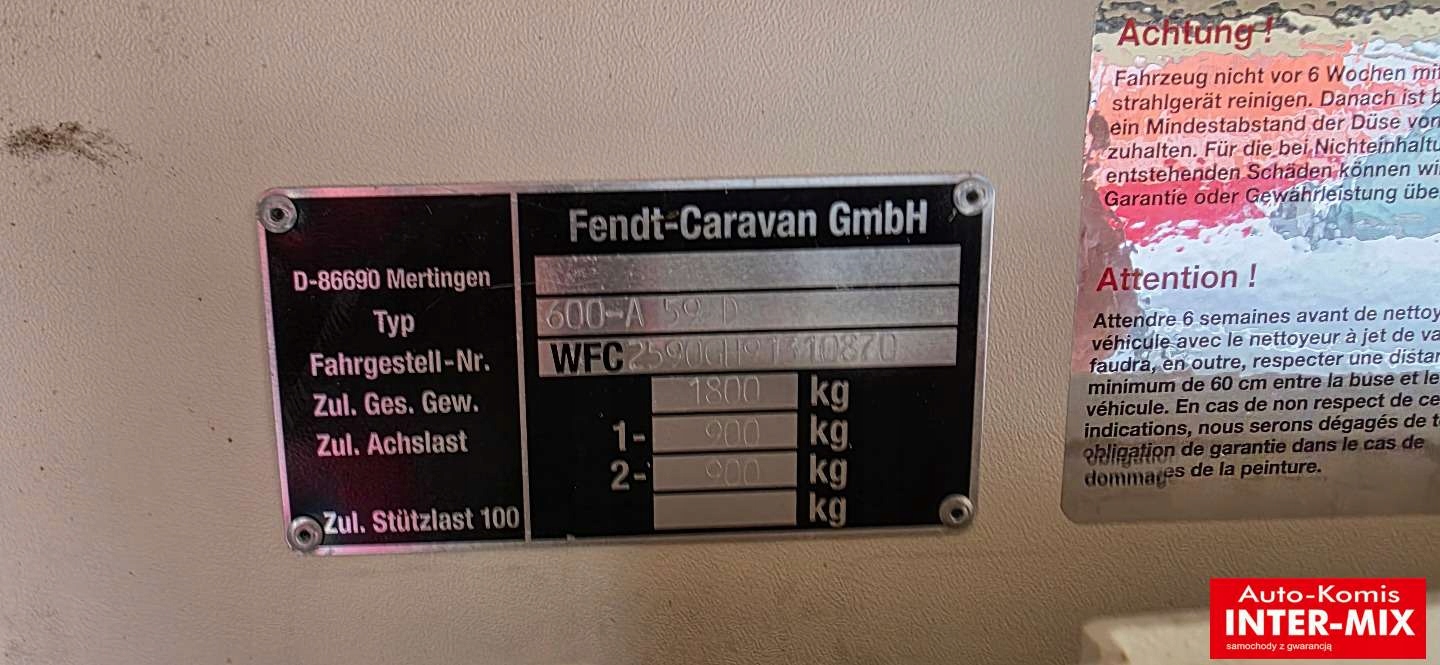 Fendt-Caravan GmbH
D-86690 Mertingen
Typ 600-A 59 D
Fahrgestell-Nr. WFC2590GH91310870
Zul. Ges. Gew. 1800 kg
Zul. Achslast 1- 900 kg
2- 900 kg
kg
Zul. Stützlast 100
Achtung !
Fahrzeug nicht vor 6 Wochen mit
strahlgerät reinigen. Danach ist b
ein Mindestabstand der Düse von
zuhalten. Für die bei Nichteinhaltu
entstehenden Schäden können wi
Garantie oder Gewährleistung übe
Attention !
Attendre 6 semaines avant de nettoy
véhicule avec le nettoyeur à jet de va
faudra, en outre, respecter une distan
minimum de 60 cm entre la buse et le
véhicule. En cas de non respect de ce
indications, nous serons dégagés de t
obligation de garantie dans le cas de
dommages de la peinture.
Auto-Komis
INTER-MIX
samochody z gwarancją